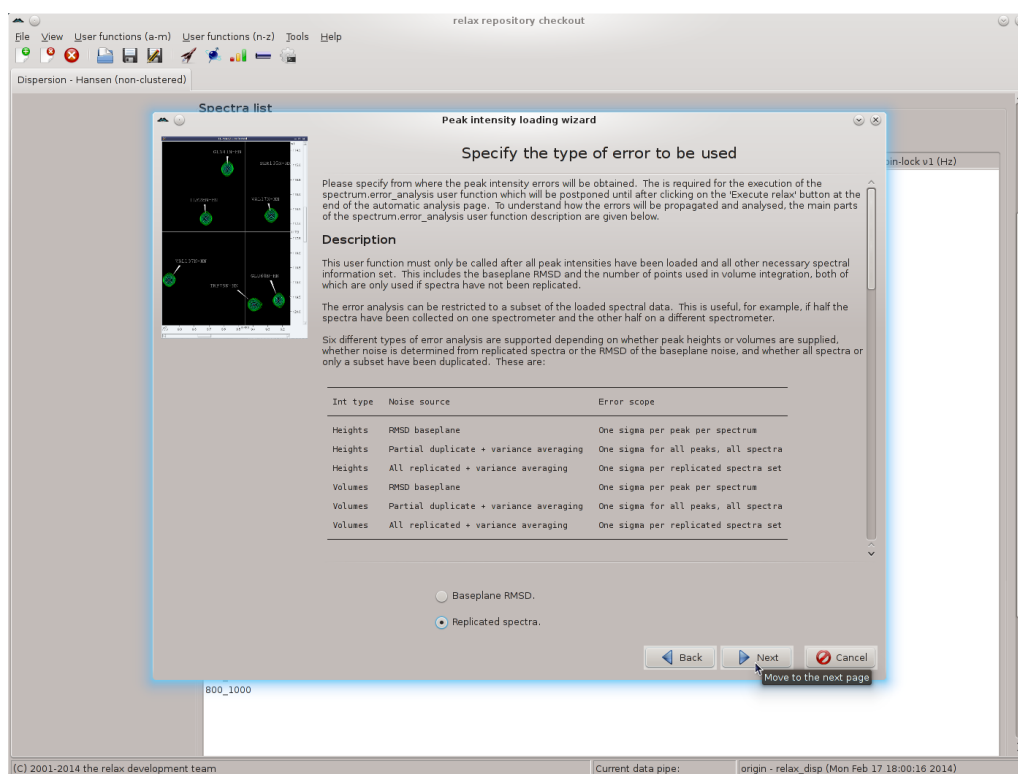 relax repository checkout
File View User functions (a-m) User functions (n-z) Tools Help
Dispersion - Hansen (non-clustered)
Spectra list
Peak intensity loading wizard
in-lock ν1 (Hz)
Specify the type of error to be used
Please specify from where the peak intensity errors will be obtained. The is required for the execution of the
spectrum.error_analysis user function which will be postponed until after clicking on the 'Execute relax' button at the
end of the automatic analysis page. To understand how the errors will be propagated and analysed, the main parts
of the spectrum.error_analysis user function description are given below.
Description
This user function must only be called after all peak intensities have been loaded and all other necessary spectral
information set. This includes the baseplane RMSD and the number of points used in volume integration, both of
which are only used if spectra have not been replicated.
The error analysis can be restricted to a subset of the loaded spectral data. This is useful, for example, if half the
spectra have been collected on one spectrometer and the other half on a different spectrometer.
Six different types of error analysis are supported depending on whether peak heights or volumes are supplied,
whether noise is determined from replicated spectra or the RMSD of the baseplane noise, and whether all spectra or
only a subset have been duplicated. These are:
Int type Noise source Error scope
Heights RMSD baseplane One sigma per peak per spectrum
Heights Partial duplicate + variance averaging One sigma for all peaks, all spectra
Heights All replicated + variance averaging One sigma per replicated spectra set
Volumes RMSD baseplane One sigma per peak per spectrum
Volumes Partial duplicate + variance averaging One sigma for all peaks, all spectra
Volumes All replicated + variance averaging One sigma per replicated spectra set
Baseplane RMSD.
Replicated spectra.
Back Next Cancel
Move to the next page
800_1000
(C) 2001-2014 the relax development team Current data pipe: origin - relax_disp (Mon Feb 17 18:00:16 2014)